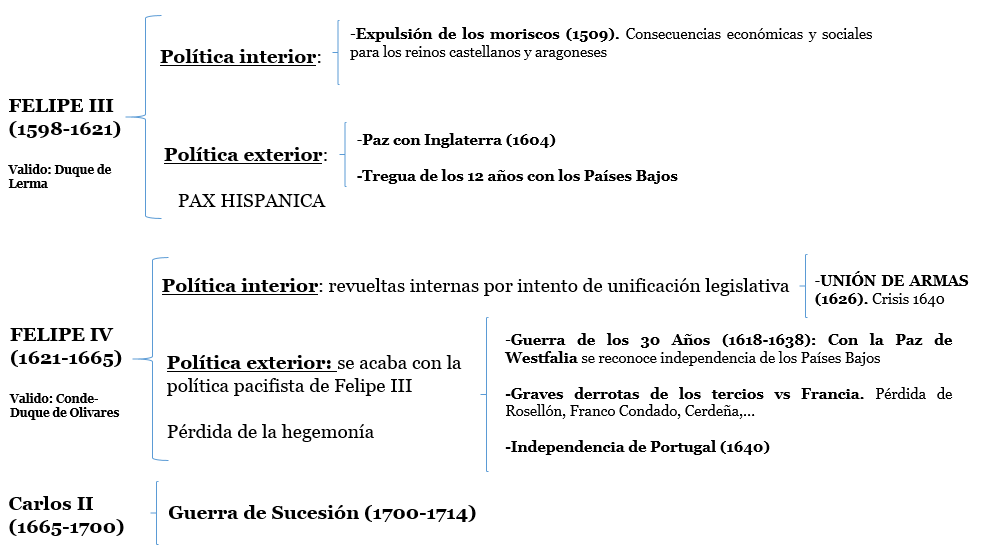 FELIPE III
(1598-1621)
Valido: Duque de
Lerma
Política interior:
-Expulsión de los moriscos (1509). Consecuencias económicas y sociales
para los reinos castellanos y aragoneses
Política exterior:
PAX HISPANICA
-Paz con Inglaterra (1604)
-Tregua de los 12 años con los Países Bajos
FELIPE IV
(1621-1665)
Valido: Conde-
Duque de Olivares
Política interior: revueltas internas por intento de unificación legislativa
-UNIÓN DE ARMAS
(1626). Crisis 1640
Política exterior: se acaba con la
política pacifista de Felipe III
Pérdida de la hegemonía
-Guerra de los 30 Años (1618-1638): Con la Paz de
Westfalia se reconoce independencia de los Países Bajos
-Graves derrotas de los tercios vs Francia. Pérdida de
Rosellón, Franco Condado, Cerdeña,...
-Independencia de Portugal (1640)
Carlos II
(1665-1700)
Guerra de Sucesión (1700-1714)